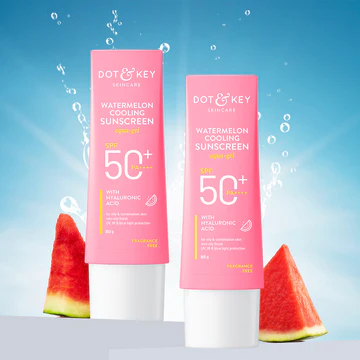 DOT & KEY
SKINCARE
WATERMELON
COOLING
SUNSCREEN
aqua-gel
SPF
50+
PA++++
WITH
HYALURONIC
ACID
FRAGRANCE
FREE
DOT & KEY
SKINCARE
WATERMELON
COOLING
SUNSCREEN
aqua-gel
SPF
50+
PA++++
WITH
HYALURONIC
ACID
FRAGRANCE
FREE